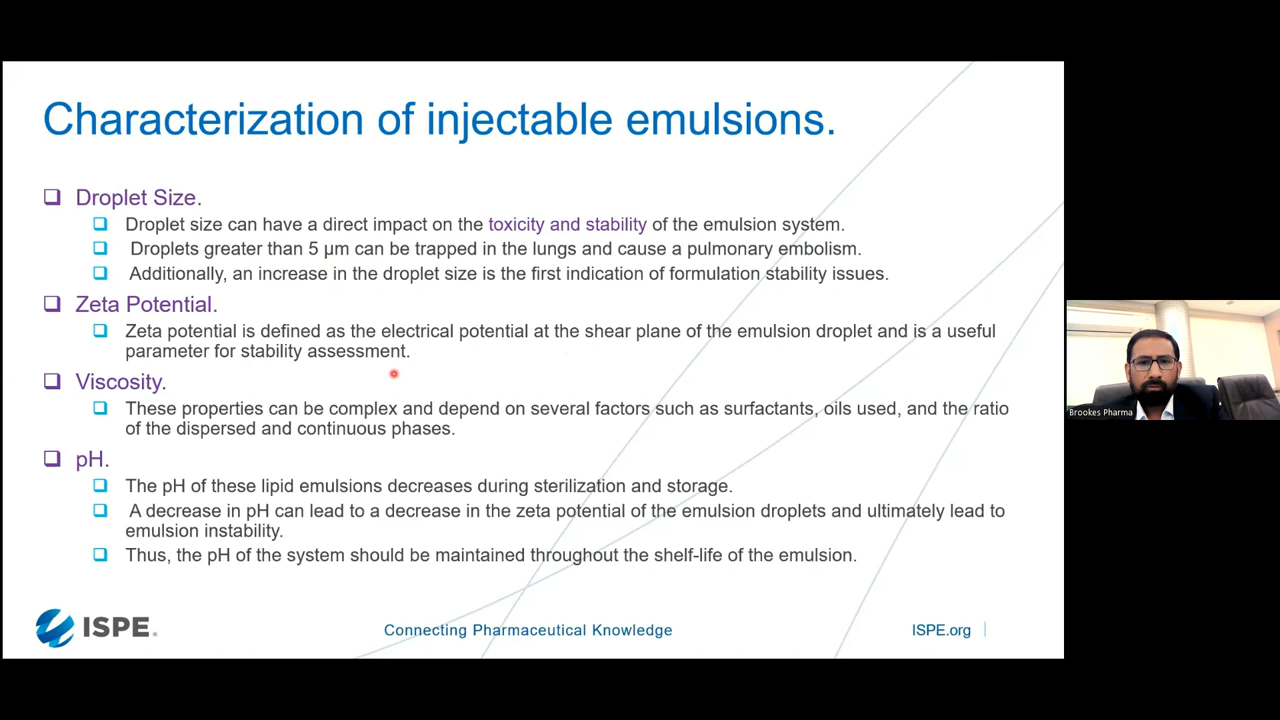 Characterization of injectable emulsions.
Droplet Size.
Droplet size can have a direct impact on the toxicity and stability of the emulsion system.
Droplets greater than 5 µm can be trapped in the lungs and cause a pulmonary embolism.
Additionally, an increase in the droplet size is the first indication of formulation stability issues.
Zeta Potential.
Zeta potential is defined as the electrical potential at the shear plane of the emulsion droplet and is a useful
parameter for stability assessment.
Viscosity.
These properties can be complex and depend on several factors such as surfactants, oils used, and the ratio
of the dispersed and continuous phases.
pH.
The pH of these lipid emulsions decreases during sterilization and storage.
A decrease in pH can lead to a decrease in the zeta potential of the emulsion droplets and ultimately lead to
emulsion instability.
Thus, the pH of the system should be maintained throughout the shelf-life of the emulsion.
ISPE.
Connecting Pharmaceutical Knowledge
ISPE.org
Brookes Pharma